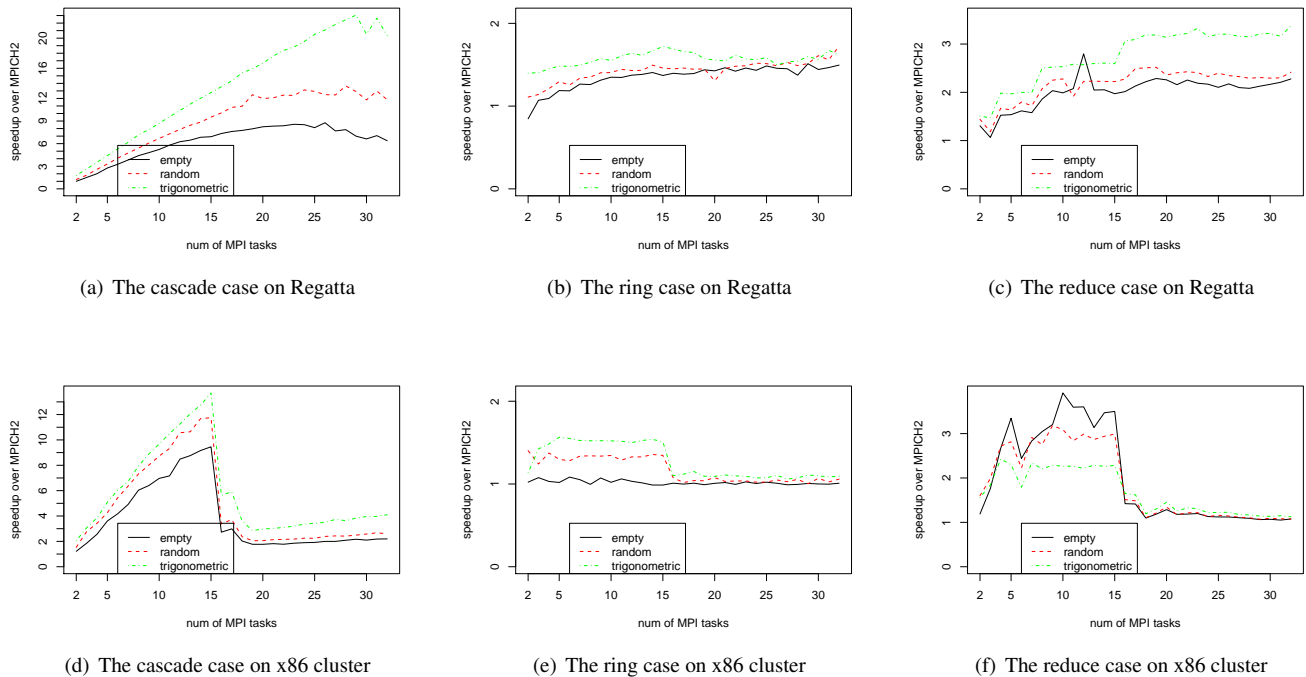 speedup over MPICH2
0
3
6
9
12
16
20
empty
random
trigonometric
2
5
10
15
20
25
30
num of MPI tasks
(a) The cascade case on Regatta
speedup over MPICH2
0
1
2
empty
random
trigonometric
2
5
10
15
20
25
30
num of MPI tasks
(b) The ring case on Regatta
speedup over MPICH2
0
1
2
3
empty
random
trigonometric
2
5
10
15
20
25
30
num of MPI tasks
(c) The reduce case on Regatta
speedup over MPICH2
0
2
4
6
8
10
12
empty
random
trigonometric
2
5
10
15
20
25
30
num of MPI tasks
(d) The cascade case on x86 cluster
speedup over MPICH2
0
1
2
empty
random
trigonometric
2
5
10
15
20
25
30
num of MPI tasks
(e) The ring case on x86 cluster
speedup over MPICH2
0
1
2
3
empty
random
trigonometric
2
5
10
15
20
25
30
num of MPI tasks
(f) The reduce case on x86 cluster